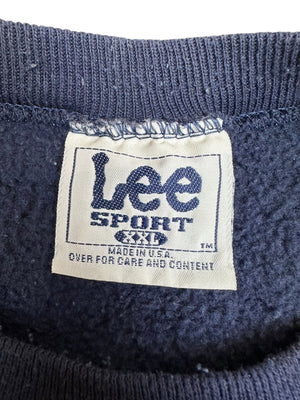 Lee
SPORT
XXL
TM
MADE IN U.S.A.
OVER FOR CARE AND CONTENT